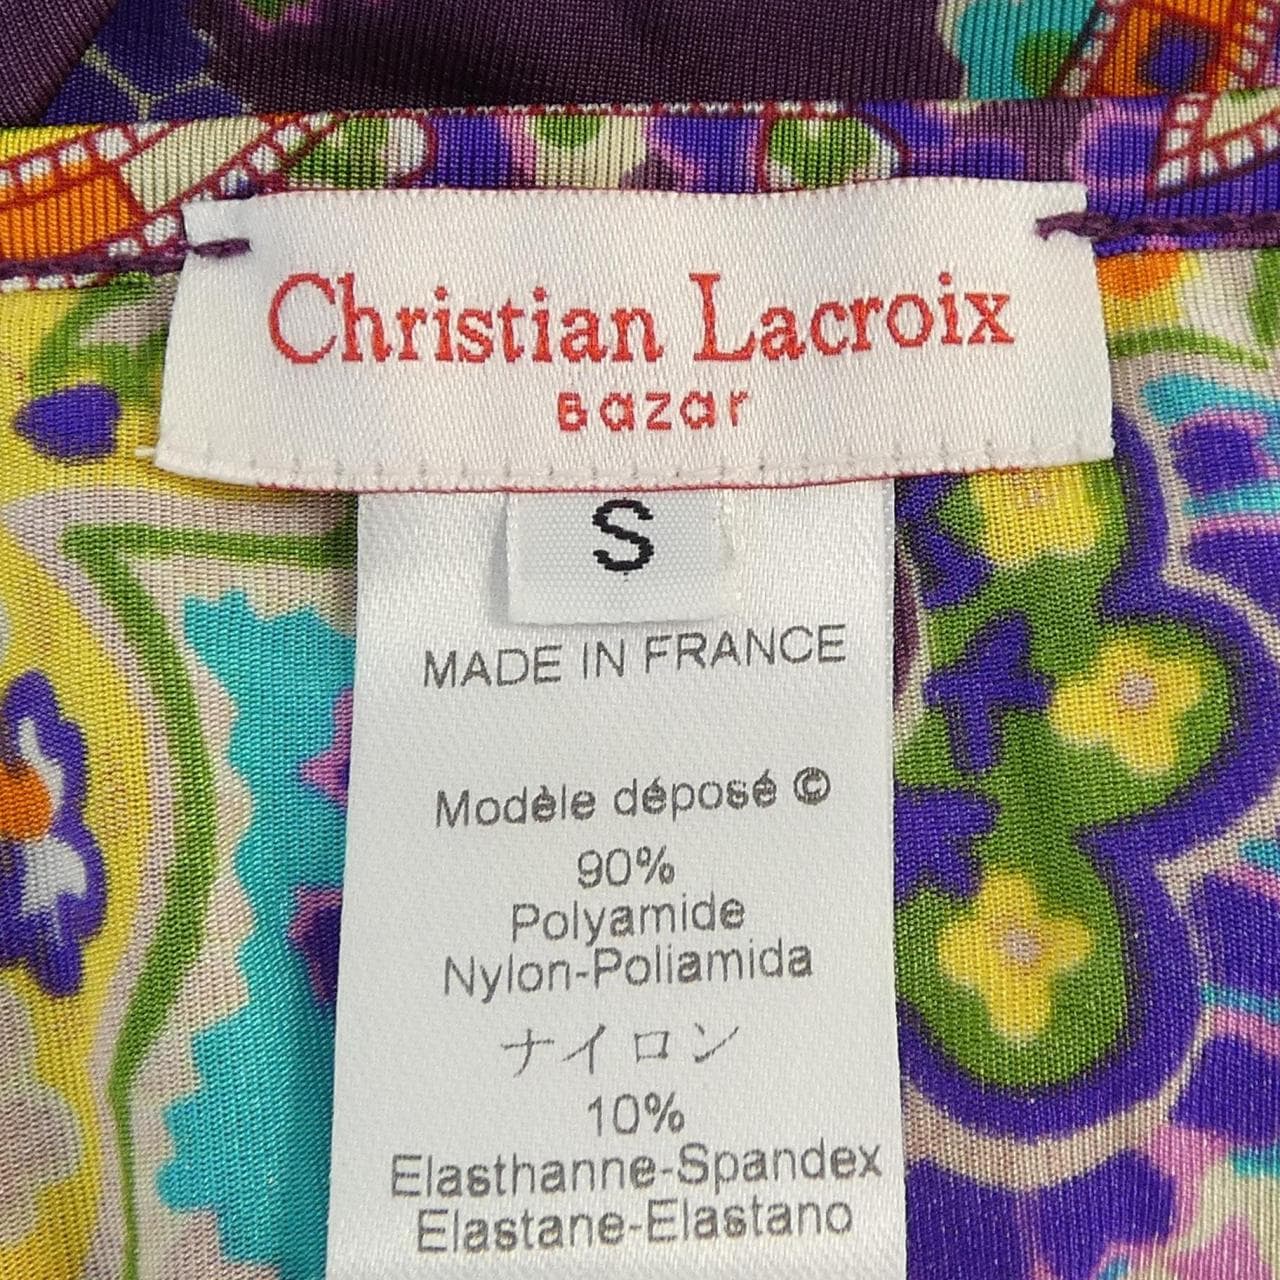 Christian Lacroix
Bazar
S
MADE IN FRANCE
Modèle déposé ©
90%
Polyamide
Nylon-Poliamida
ナイロン
10%
Elasthanne-Spandex
Elastane-Elastano